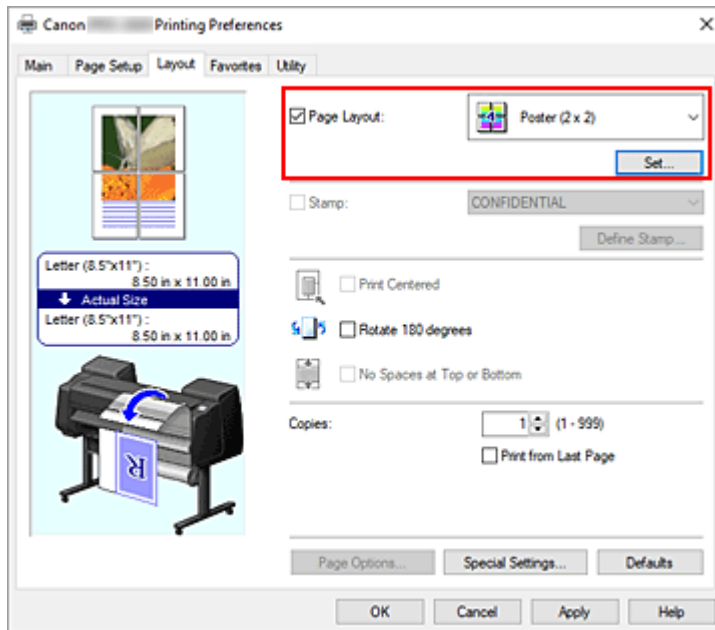 Canon Printing Preferences
Main Page Setup Layout Favorites Utility
Page Layout: 4 Poster (2 x 2)
Set...
Stamp: CONFIDENTIAL
Define Stamp...
Letter (8.5"x11") :
8.50 in x 11.00 in
Actual Size
Letter (8.5"x11") :
8.50 in x 11.00 in
Print Centered
Rotate 180 degrees
No Spaces at Top or Bottom
Copies: 1 (1 - 999)
Print from Last Page
R
Page Options... Special Settings... Defaults
OK Cancel Apply Help